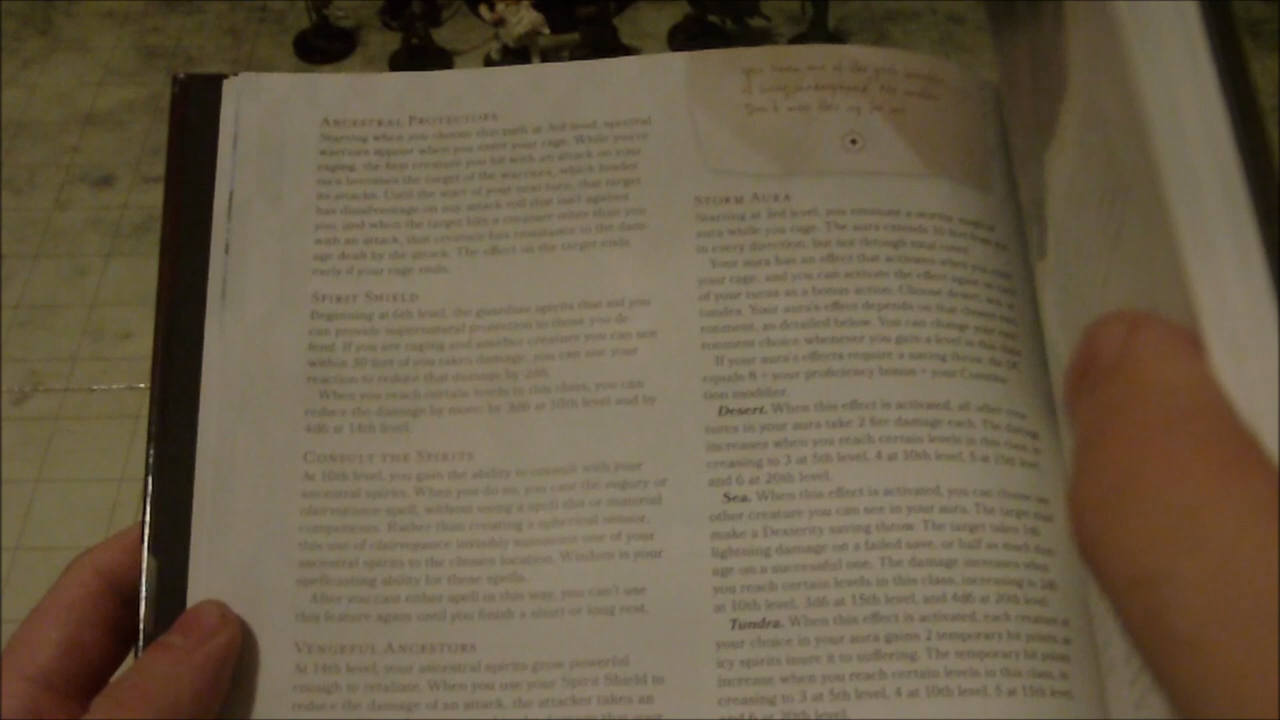 ANCESTRAL PROTECTORS
Starting when you choose this path at 3rd level, spectral
warriors appear when you enter your rage. While you're
raging, the first creature you hit with an attack on your
turn becomes the target of the warriors, which hinder
its attacks. Until the start of your next turn, that target
has disadvantage on any attack roll that isn't against
you, and when the target hits a creature other than you
with an attack, that creature has resistance to the dam-
age dealt by the attack. The effect on the target ends
early if your rage ends.
SPIRIT SHIELD
Beginning at 6th level, the guardian spirits that aid you
can provide supernatural protection to those you de-
fend. If you are raging and another creature you can see
within 30 feet of you takes damage, you can use your
reaction to reduce that damage by 2d6.
When you reach certain levels in this class, you can
reduce the damage by more: by 3d6 at 10th level and by
4d6 at 14th level.
CONSULT THE SPIRITS
At 10th level, you gain the ability to consult with your
ancestral spirits. When you do so, you cast the augury or
clairvoyance spell, without using a spell slot or material
components. Rather than creating a spherical sensor,
this use of clairvoyance invisibly summons one of your
ancestral spirits to the chosen location. Wisdom is your
spellcasting ability for these spells.
After you cast either spell in this way, you can't use
this feature again until you finish a short or long rest.
VENGEFUL ANCESTORS
At 14th level, your ancestral spirits grow powerful
enough to retaliate. When you use your Spirit Shield to
reduce the damage of an attack, the attacker takes an
STORM AURA
Starting at 3rd level, you emanate a stormy, magical
aura while you rage. The aura extends 10 feet from you
in every direction, but not through total cover.
Your aura has an effect that activates when you enter
your rage, and you can activate the effect again on each
of your turns as a bonus action. Choose desert, sea, or
tundra. Your aura's effect depends on that chosen envi-
ronment, as detailed below. You can change your envi-
ronment choice whenever you gain a level in this class.
If your aura's effects require a saving throw, the DC
equals 8 + your proficiency bonus + your Constitu-
tion modifier.
Desert. When this effect is activated, all other crea-
tures in your aura take 2 fire damage each. The damage
increases when you reach certain levels in this class, in-
creasing to 3 at 5th level, 4 at 10th level, 5 at 15th level,
and 6 at 20th level.
Sea. When this effect is activated, you can choose one
other creature you can see in your aura. The target must
make a Dexterity saving throw. The target takes 1d6
lightning damage on a failed save, or half as much dam-
age on a successful one. The damage increases when
you reach certain levels in this class, increasing to 2d6
at 10th level, 3d6 at 15th level, and 4d6 at 20th level.
Tundra. When this effect is activated, each creature of
your choice in your aura gains 2 temporary hit points, as
icy spirits inure it to suffering. The temporary hit points
increase when you reach certain levels in this class, in-
creasing to 3 at 5th level, 4 at 10th level, 5 at 15th level,
and 6 at 20th level.